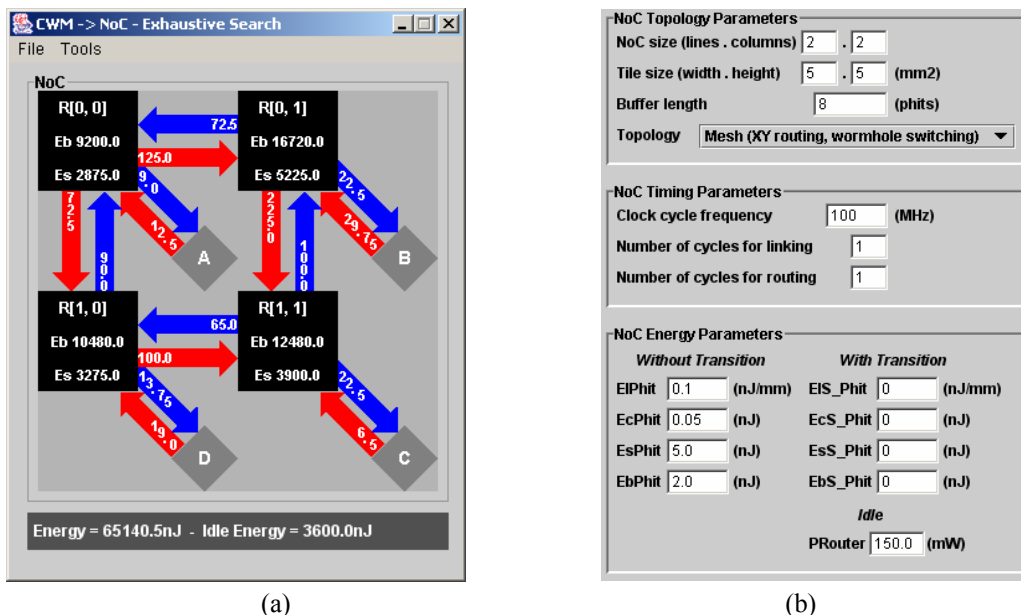 CWM -> NoC - Exhaustive Search
File Tools
NoC
R[0, 0]
Eb 9200.0
Es 2875.0
72.5
125.0
R[0, 1]
Eb 16720.0
Es 5225.0
9.0
12.5
A
22.5
29.75
B
72.5
90.0
225.0
100.0
R[1, 0]
Eb 10480.0
Es 3275.0
65.0
100.0
R[1, 1]
Eb 12480.0
Es 3900.0
13.75
19.0
D
22.5
6.5
C
Energy = 65140.5nJ - Idle Energy = 3600.0nJ
(a)
NoC Topology Parameters
NoC size (lines . columns) 2 . 2
Tile size (width . height) 5 . 5 (mm2)
Buffer length 8 (phits)
Topology Mesh (XY routing, wormhole switching)
NoC Timing Parameters
Clock cycle frequency 100 (MHz)
Number of cycles for linking 1
Number of cycles for routing 1
NoC Energy Parameters
Without Transition With Transition
ElPhit 0.1 (nJ/mm) ElS_Phit 0 (nJ/mm)
EcPhit 0.05 (nJ) EcS_Phit 0 (nJ)
EsPhit 5.0 (nJ) EsS_Phit 0 (nJ)
EbPhit 2.0 (nJ) EbS_Phit 0 (nJ)
Idle
PRouter 150.0 (mW)
(b)